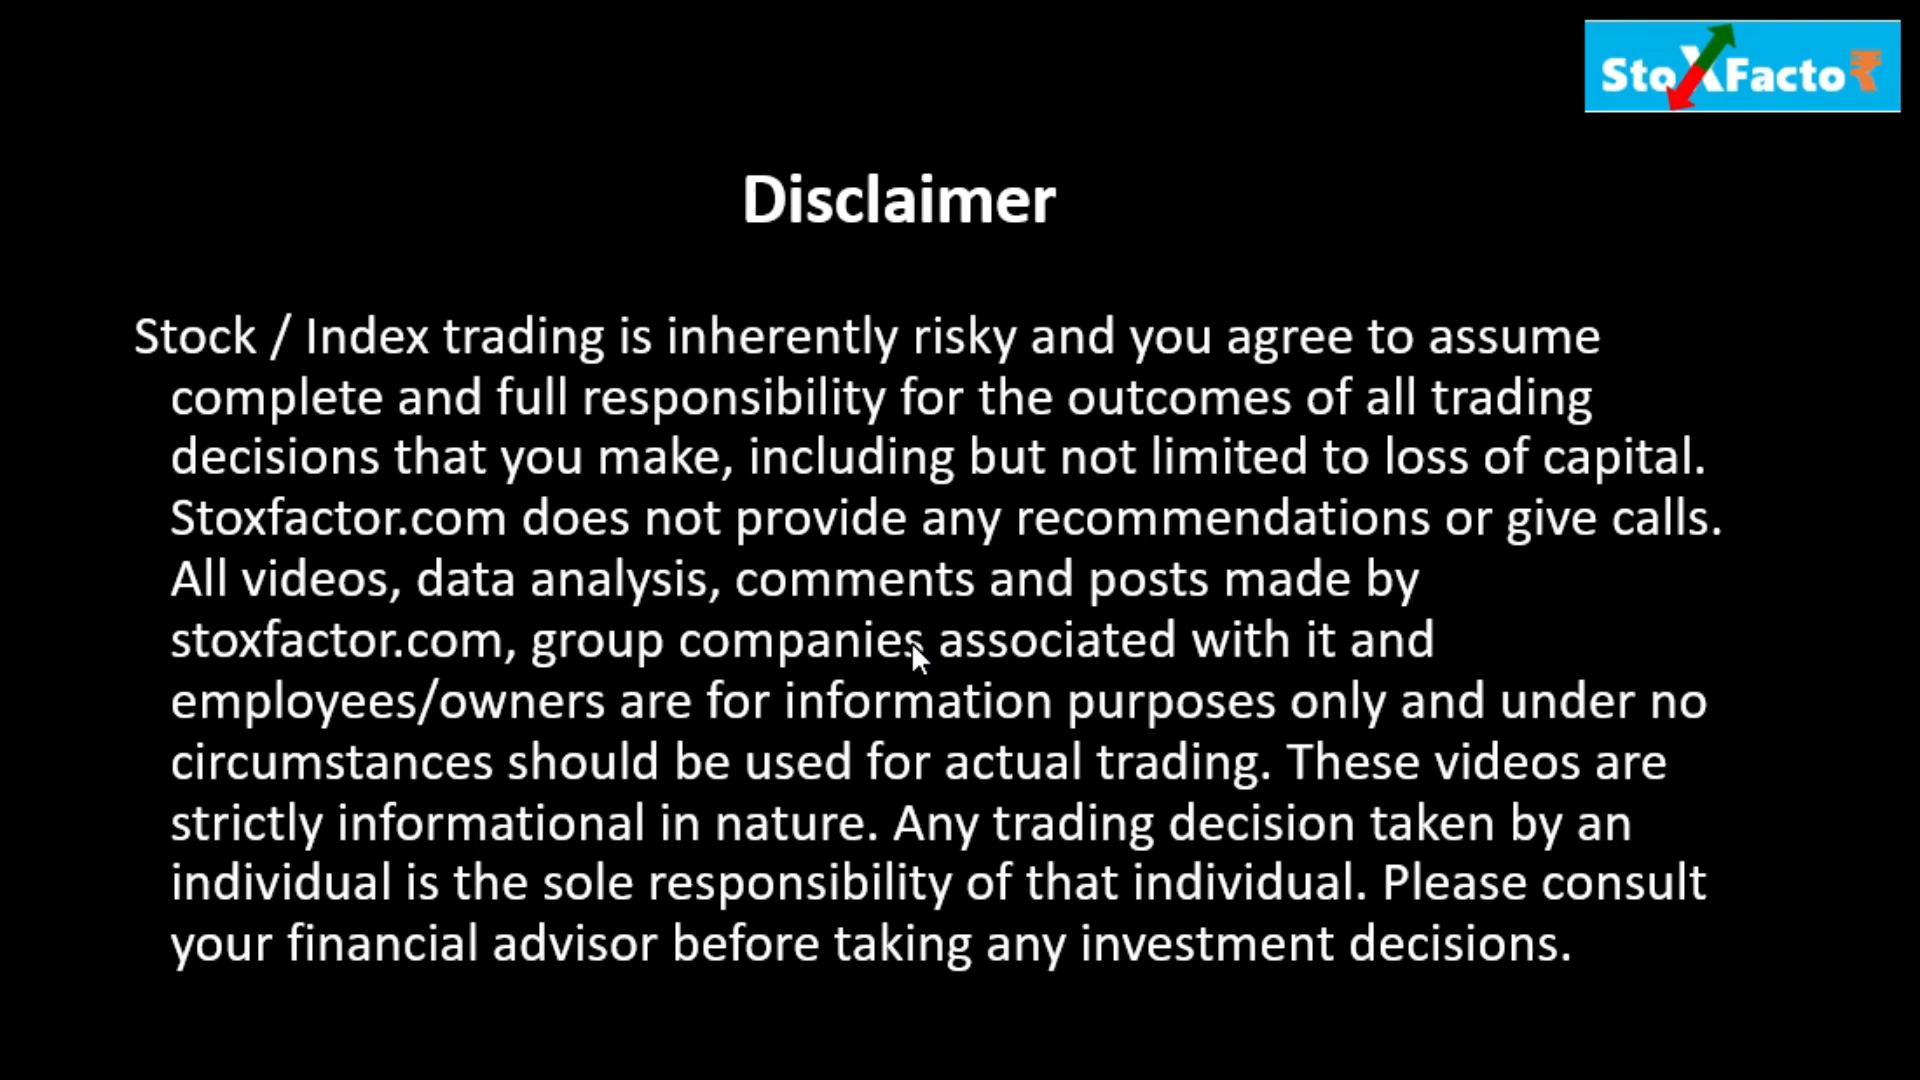 StoXFacto₹
Disclaimer
Stock / Index trading is inherently risky and you agree to assume
complete and full responsibility for the outcomes of all trading
decisions that you make, including but not limited to loss of capital.
Stoxfactor.com does not provide any recommendations or give calls.
All videos, data analysis, comments and posts made by
stoxfactor.com, group companies associated with it and
employees/owners are for information purposes only and under no
circumstances should be used for actual trading. These videos are
strictly informational in nature. Any trading decision taken by an
individual is the sole responsibility of that individual. Please consult
your financial advisor before taking any investment decisions.